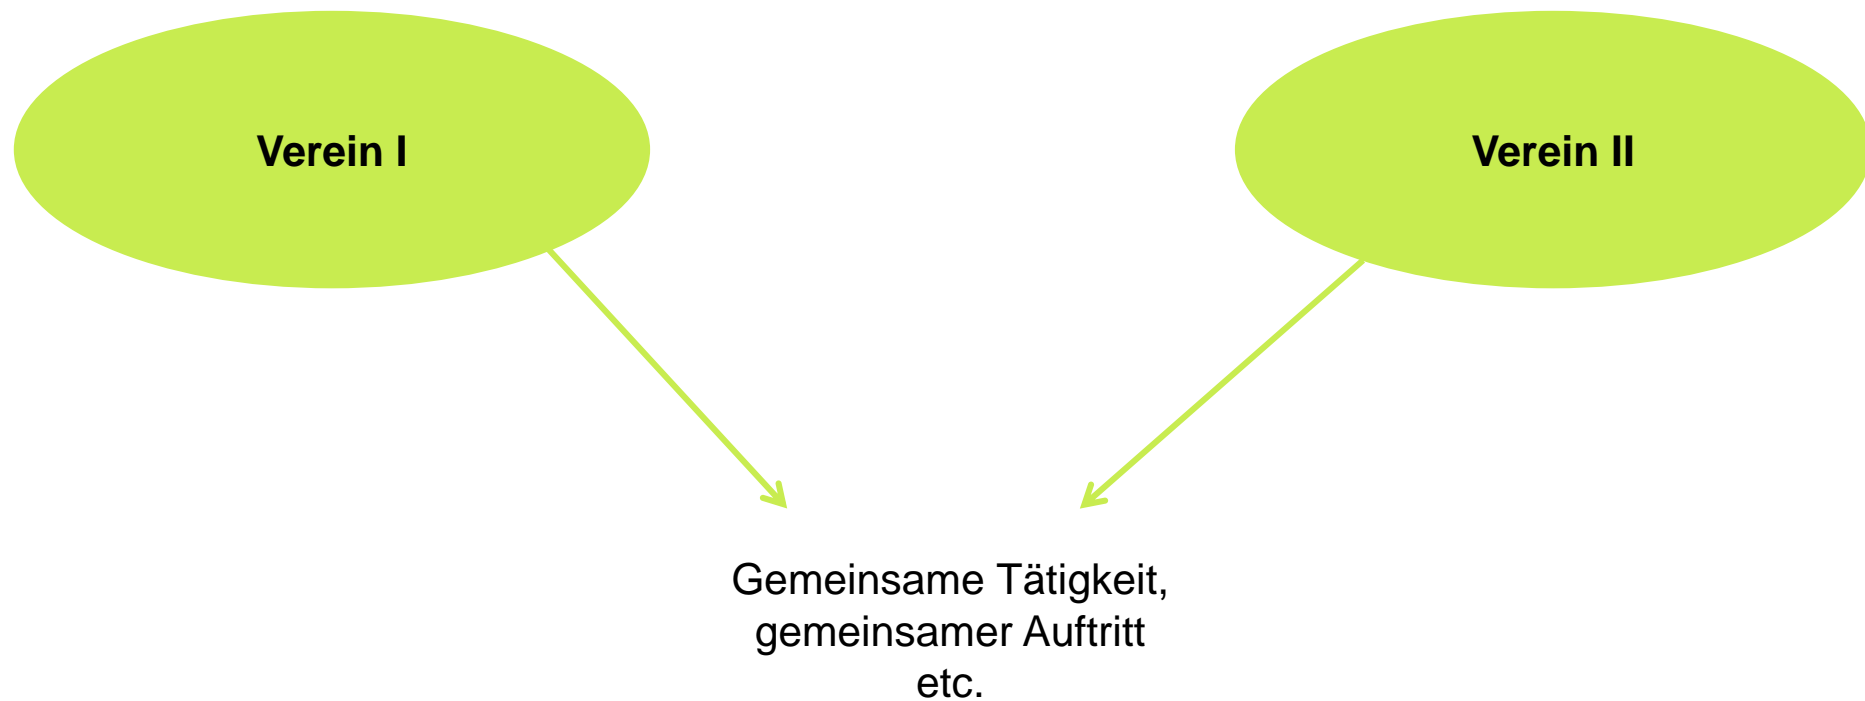 Verein I
Verein II
Gemeinsame Tätigkeit,
gemeinsamer Auftritt
etc.